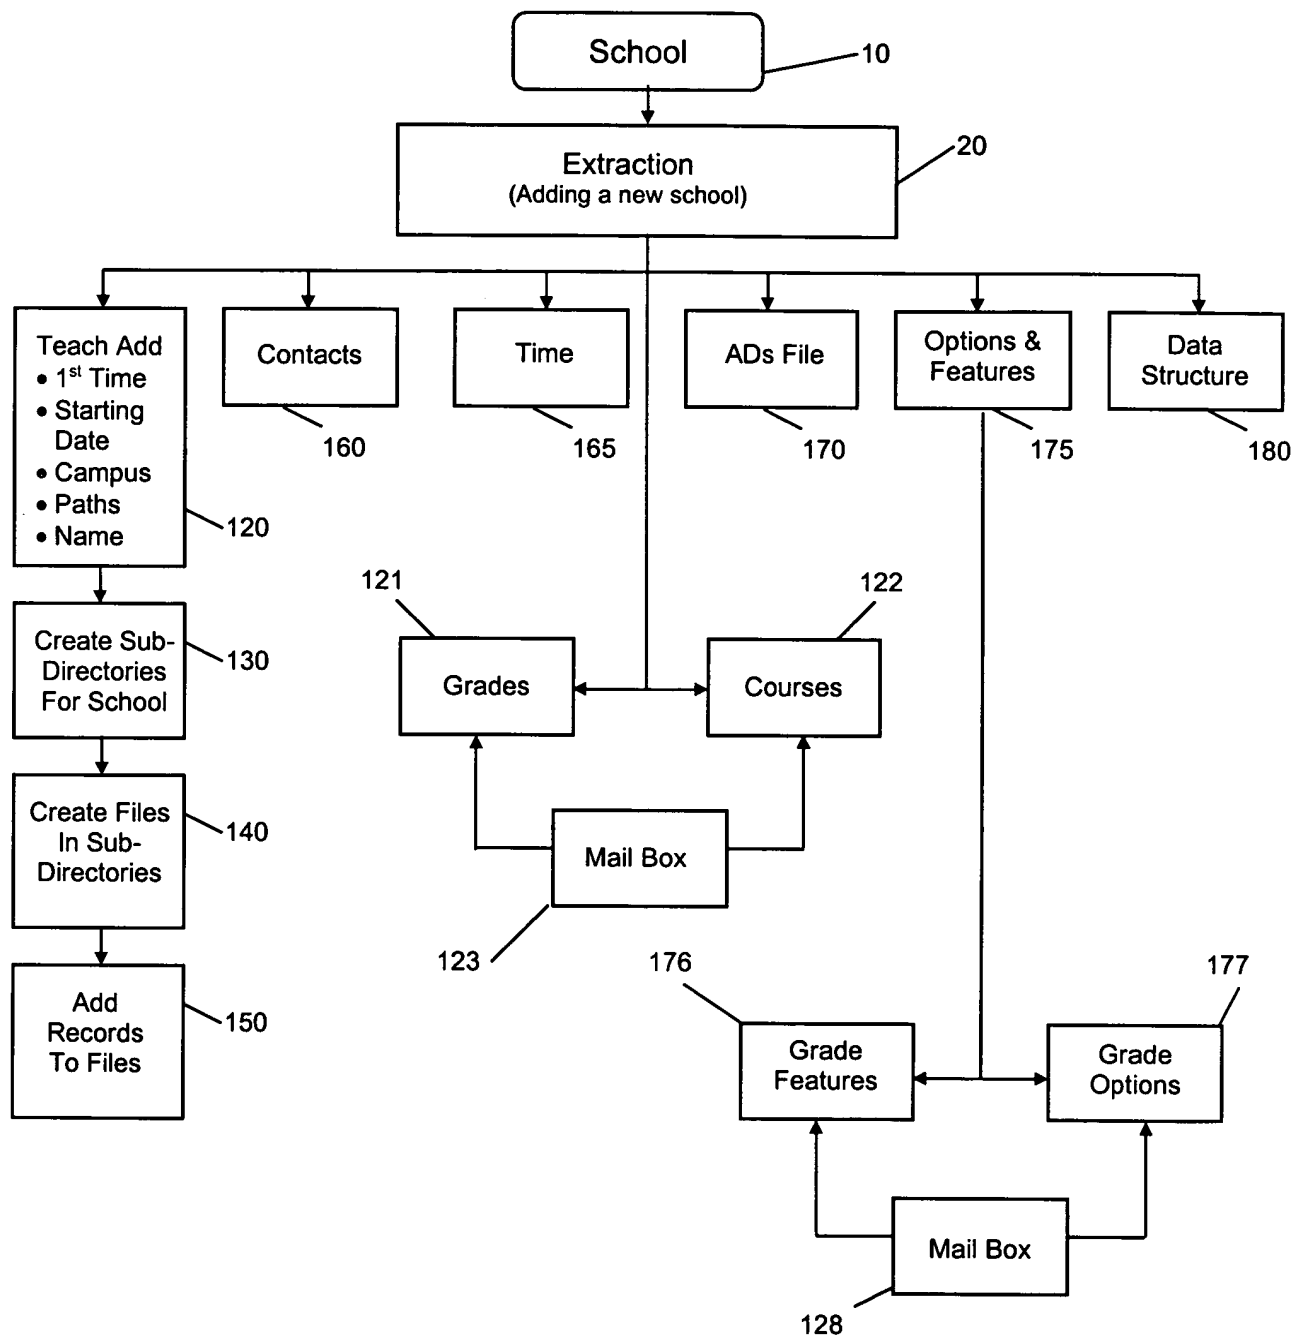 School
10
Extraction
(Adding a new school)
20
Teach Add
• 1st Time
• Starting
Date
• Campus
• Paths
• Name
120
Contacts
160
Time
165
ADs File
170
Options &
Features
175
Data
Structure
180
Create Sub-
Directories
For School
130
Create Files
In Sub-
Directories
140
Add
Records
To Files
150
121
Grades
122
Courses
Mail Box
123
176
Grade
Features
177
Grade
Options
Mail Box
128